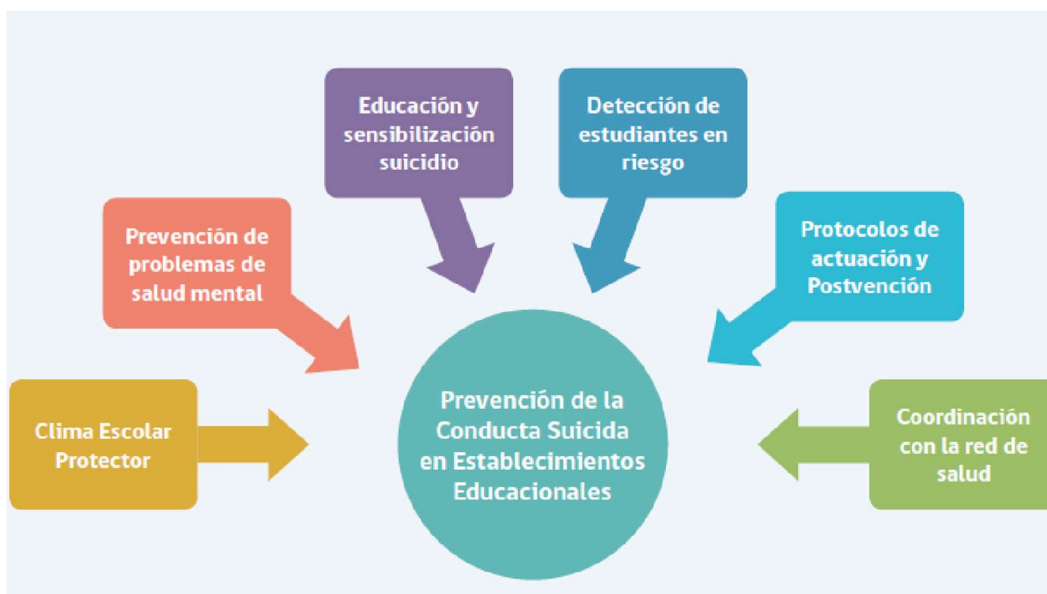 Educación y
sensibilización
suicidio
Detección de
estudiantes en
riesgo
Prevención de
problemas de
salud mental
Protocolos de
actuación y
Postvención
Clima Escolar
Protector
Prevención de la
Conducta Suicida
en Establecimientos
Educacionales
Coordinación
con la red de
salud